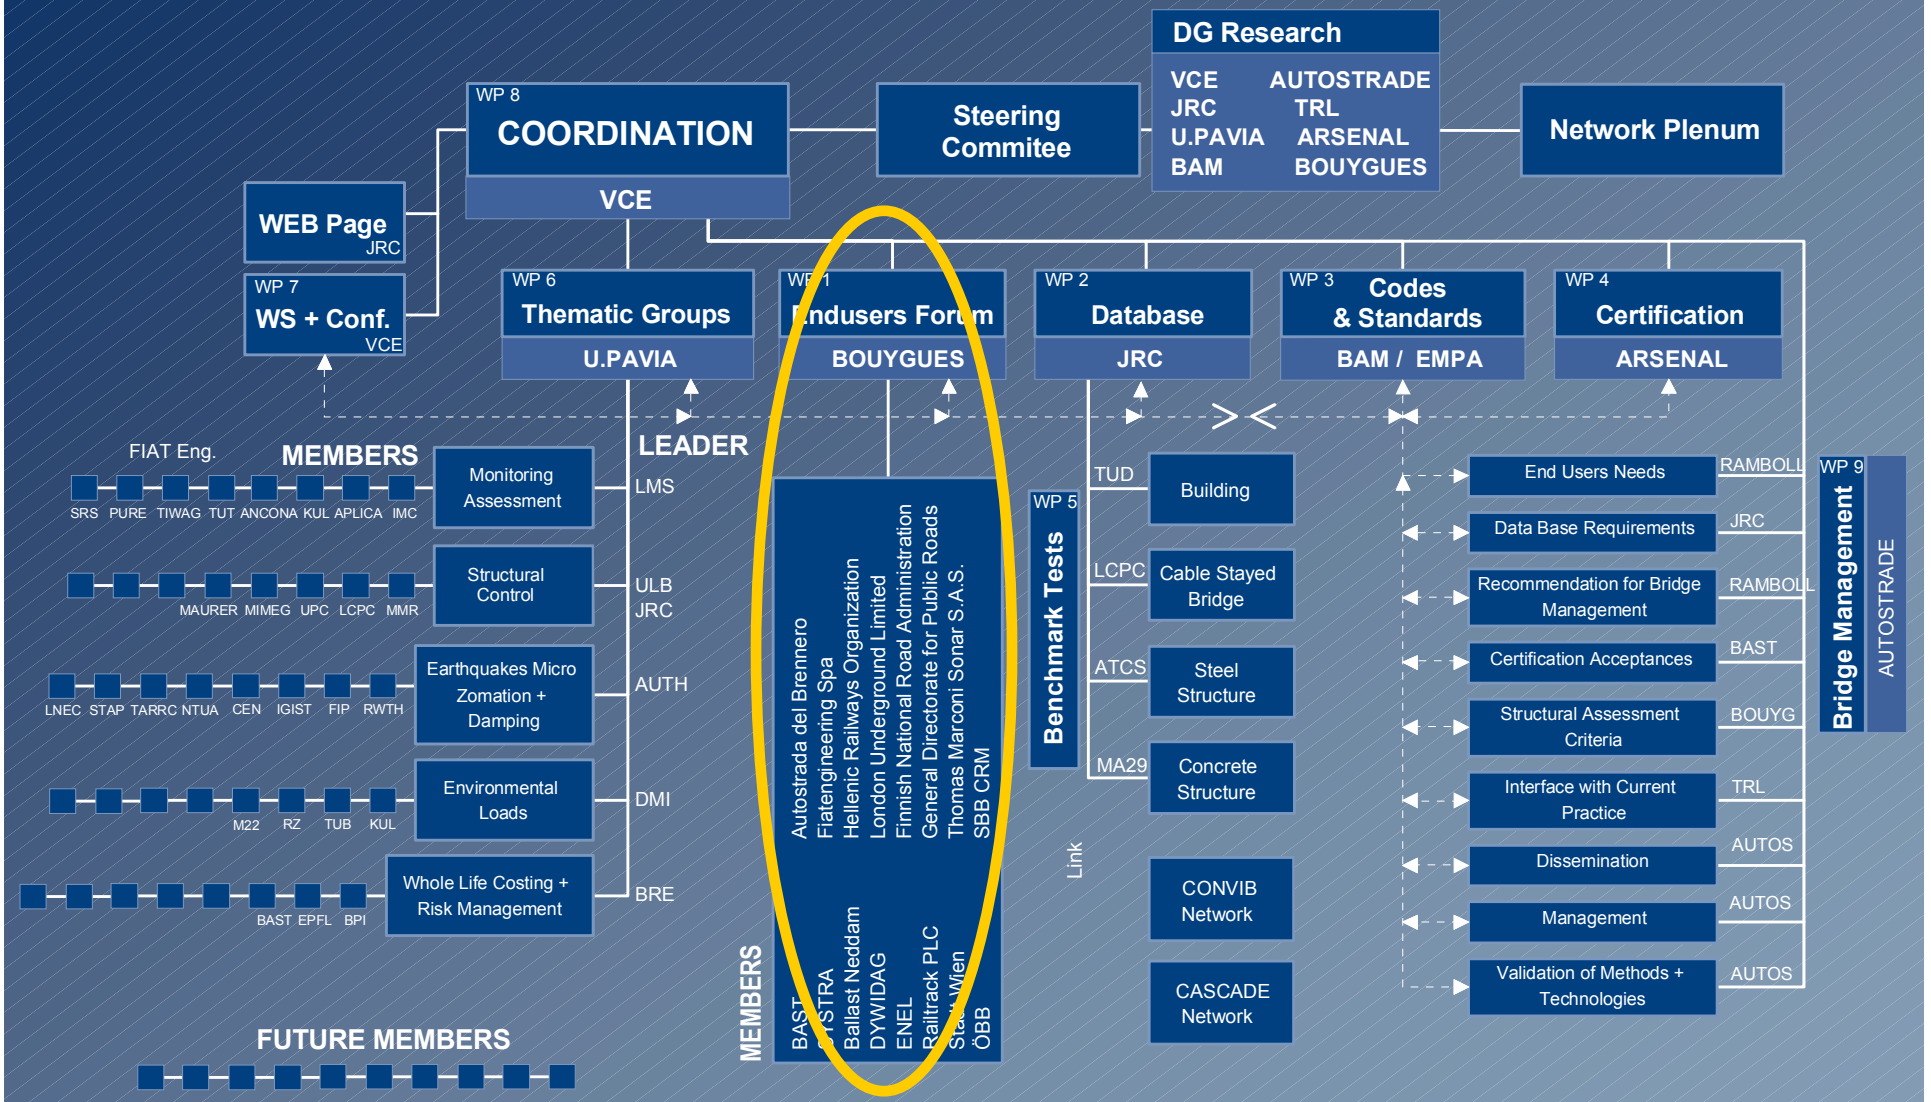 DG Research
VCE AUTOSTRADE
JRC TRL
U.PAVIA ARSENAL
BAM BOUYGUES
WP 8
COORDINATION
VCE
Steering
Commitee
Network Plenum
WEB Page
JRC
WP 7
WS + Conf.
VCE
WP 6
Thematic Groups
U.PAVIA
WP 1
Endusers Forum
BOUYGUES
WP 2
Database
JRC
WP 3
Codes
& Standards
BAM / EMPA
WP 4
Certification
ARSENAL
LEADER
MEMBERS
FIAT Eng.
SRS PURE TIWAG TUT ANCONA KUL APLICA IMC
Monitoring
Assessment
LMS
MAURER MIMEG UPC LCPC MMR
Structural
Control
ULB
JRC
LNEC STAP TARRC NTUA CEN IGIST FIP RWTH
Earthquakes Micro
Zomation +
Damping
AUTH
M22 RZ TUB KUL
Environmental
Loads
DMI
BAST EPFL BPI
Whole Life Costing +
Risk Management
BRE
FUTURE MEMBERS
MEMBERS
Autostrada del Brennero
Fiatengineering Spa
Hellenic Railways Organization
London Underground Limited
Finnish National Road Administration
General Directorate for Public Roads
Thomas Marconi Sonar S.A.S.
SBB CRM
BAST
SYSTRA
Ballast Neddam
DYWIDAG
ENEL
Railtrack PLC
Stadt Wien
ÖBB
WP 5
Benchmark Tests
TUD
Building
LCPC
Cable Stayed
Bridge
ATCS
Steel
Structure
MA29
Concrete
Structure
Link
CONVIB
Network
CASCADE
Network
End Users Needs
RAMBOLL
Data Base Requirements
JRC
Recommendation for Bridge
Management
RAMBOLL
Certification Acceptances
BAST
Structural Assessment
Criteria
BOUYG
Interface with Current
Practice
TRL
Dissemination
AUTOS
Management
AUTOS
Validation of Methods +
Technologies
AUTOS
WP 9
Bridge Management
AUTOSTRADE